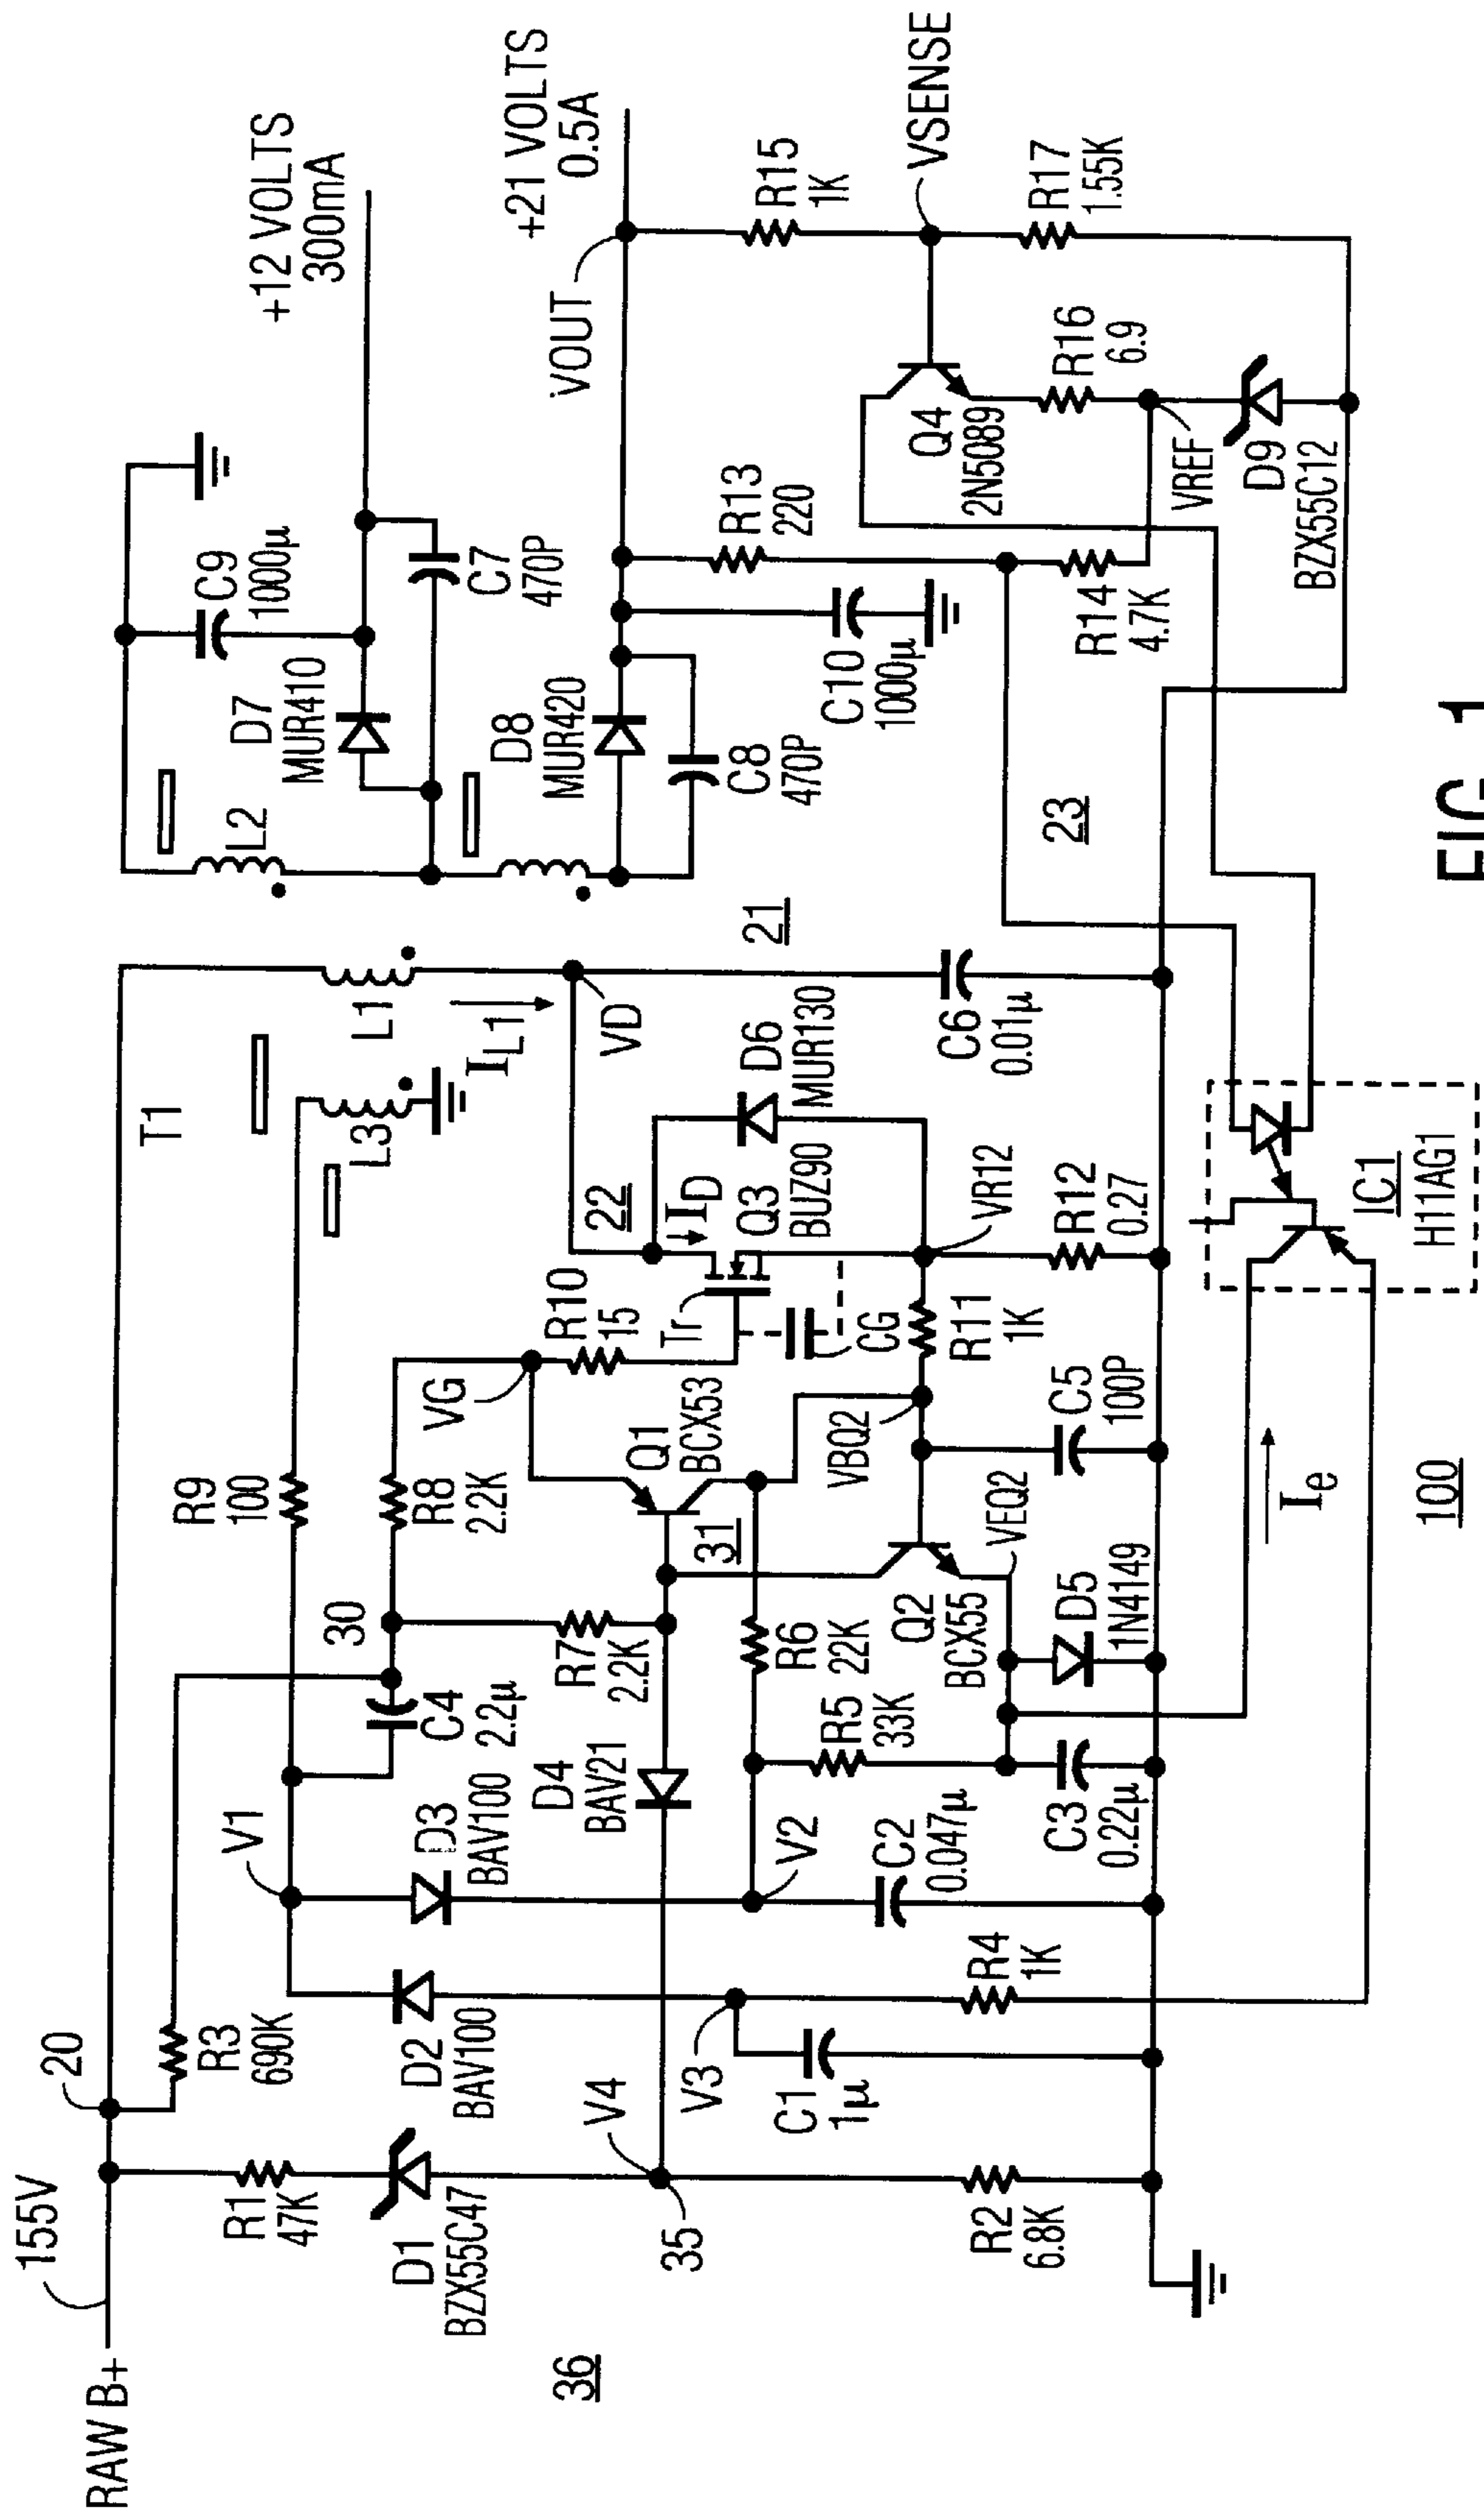 RAW B+
155V
20
R1
47K
D1
BZX55C47
36
V4
35
R2
6.8K
R3
690K
D2
BAV100
V3
C1
1µ
R4
1K
V1
D3
BAV100
V2
C2
0.047µ
C4
2.2µ
30
D4
BAV21
R7
2.2K
R5
33K
R6
22K
C3
0.22µ
D5
1N4149
Q2
BCX55
VEQ2
R9
100
R8
2.2K
VG
Q1
BCX53
31
VBQ2
C5
100P
Ie
100
R10
15
Tr
CG
R11
1K
22
ID
Q3
BUZ90
VR12
R12
0.27
D6
MUR130
T1
L3
L1
IL1
VD
C6
0.01µ
21
IC1
H11AG1
L2
D7
MUR410
C9
1000µ
C7
470P
+12 VOLTS
300mA
D8
MUR420
C8
470P
C10
1000µ
23
R13
220
R14
4.7K
VOUT
+21 VOLTS
0.5A
R15
1K
VSENSE
R17
1.55K
Q4
2N5089
R16
6.9
VREF
D9
BZX55C12
FIG. 1